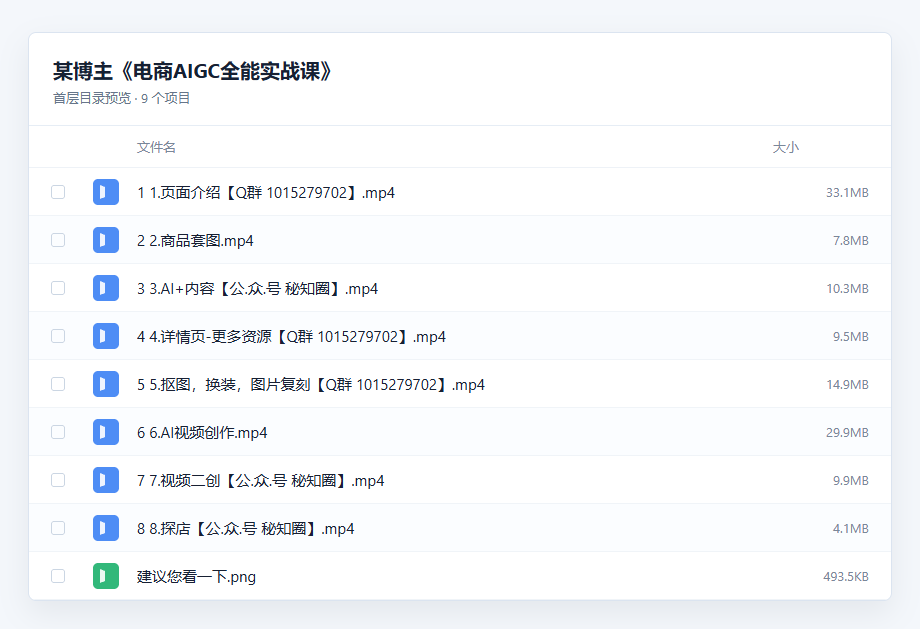 某博主《电商AIGC全能实战课》
首层目录预览 · 9 个项目
文件名 大小
1 1.页面介绍【Q群 1015279702】.mp4 33.1MB
2 2.商品套图.mp4 7.8MB
3 3.AI+内容【公.众.号 秘知圈】.mp4 10.3MB
4 4.详情页-更多资源【Q群 1015279702】.mp4 9.5MB
5 5.抠图，换装，图片复刻【Q群 1015279702】.mp4 14.9MB
6 6.AI视频创作.mp4 29.9MB
7 7.视频二创【公.众.号 秘知圈】.mp4 9.9MB
8 8.探店【公.众.号 秘知圈】.mp4 4.1MB
建议您看一下.png 493.5KB